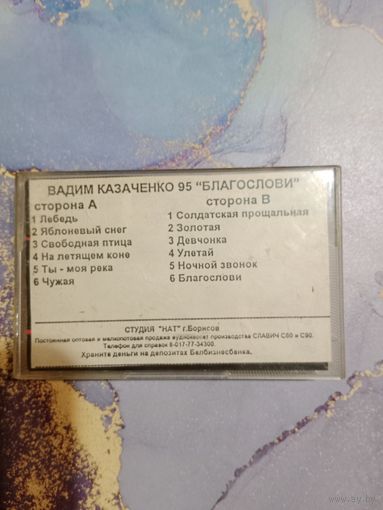 ВАДИМ КАЗАЧЕНКО 95 "БЛАГОСЛОВИ"
сторона А
1 Лебедь
2 Яблоневый снег
3 Свободная птица
4 На летящем коне
5 Ты - моя река
6 Чужая
сторона В
1 Солдатская прощальная
2 Золотая
3 Девчонка
4 Улетай
5 Ночной звонок
6 Благослови
СТУДИЯ "НАТ" г.Борисов
Постоянная оптовая и мелкооптовая продажа аудиокассет производства СЛАВИЧ С60 и С90.
Телефон для справок 8-017-77-34300.
Храните деньги на депозитах Белбизнесбанка.
www.ay.by